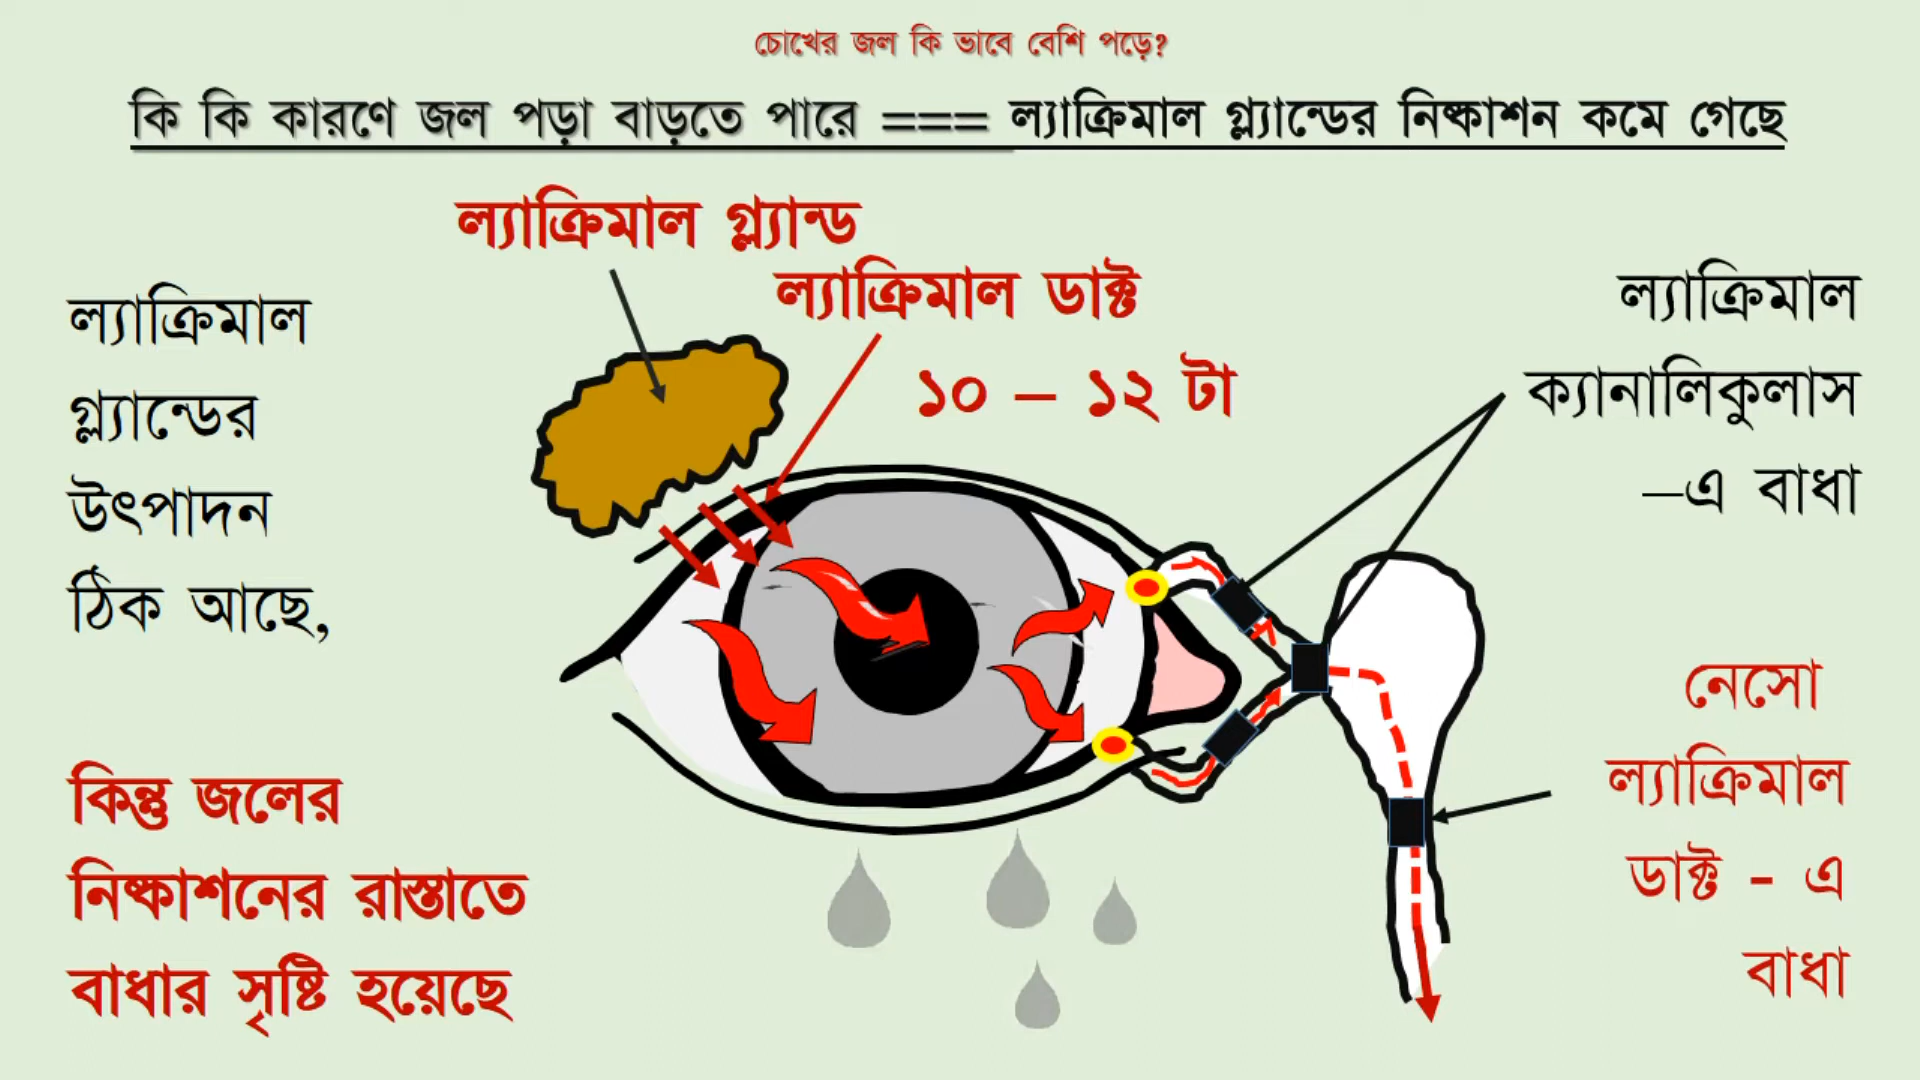 চোখের জল কি ভাবে বেশি পড়ে?
কি কি কারণে জল পড়া বাড়তে পারে === ল্যাক্রিমাল গ্ল্যান্ডের নিষ্কাশন কমে গেছে
ল্যাক্রিমাল গ্ল্যান্ড
ল্যাক্রিমাল ডাক্ট
১০ – ১২ টা
ল্যাক্রিমাল
গ্ল্যান্ডের
উৎপাদন
ঠিক আছে,
কিন্তু জলের
নিষ্কাশনের রাস্তাতে
বাধার সৃষ্টি হয়েছে
ল্যাক্রিমাল
ক্যানালিকুলাস
–এ বাধা
নেসো
ল্যাক্রিমাল
ডাক্ট - এ
বাধা